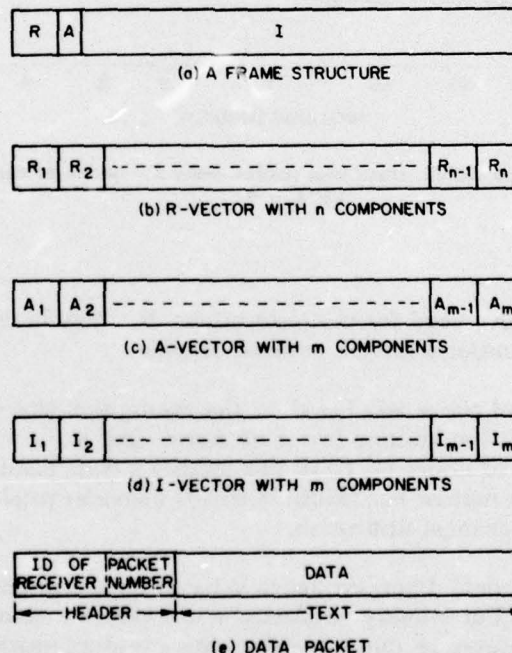 R A I
(a) A FRAME STRUCTURE
R₁ R₂ Rₙ₋₁ Rₙ
(b) R-VECTOR WITH n COMPONENTS
A₁ A₂ Aₘ₋₁ Aₘ
(c) A-VECTOR WITH m COMPONENTS
I₁ I₂ Iₘ₋₁ Iₘ
(d) I-VECTOR WITH m COMPONENTS
ID OF PACKET DATA
RECEIVER NUMBER
HEADER TEXT
(e) DATA PACKET